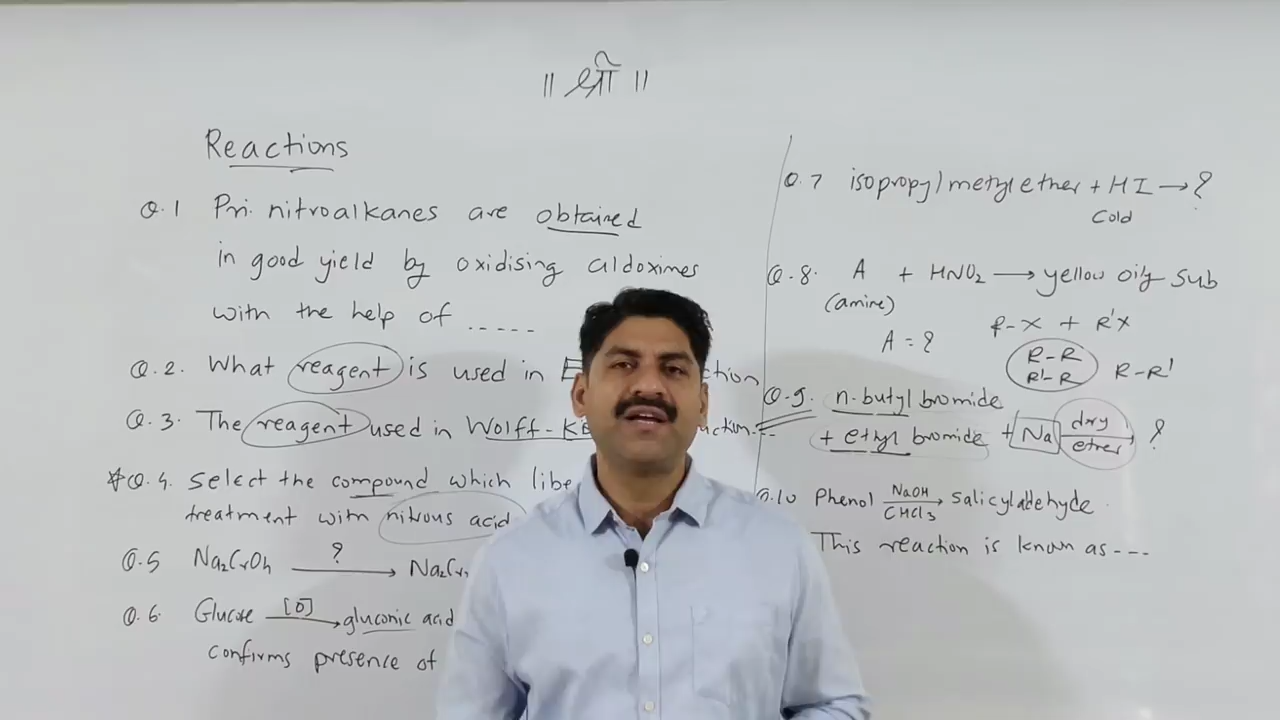 ॥ श्री ॥
Reactions
Q.1 Pri. nitroalkanes are obtained
in good yield by oxidising aldoximes
with the help of .....
Q.2. What reagent is used in
Q.3. The reagent used in Wolff-
*Q.4. Select the compound which
treatment with nitrous acid
Q.5 Na₂CrO₄ ? →
Q.6. Glucose [O] → gluconic acid
confirms presence of
Q.7 isopropyl metyl ether + HI → ?
Cold
Q.8. A + HNO₂ → yellow oily sub
(amine)
A = ?
R-X + R'X
R-R
R'-R R-R'
Q.9. n-butyl bromide
+ ethyl bromide + Na dry ether → ?
Q.10 Phenol NaOH CHCl₃ → salicylaldehyde.
This reaction is known as ---